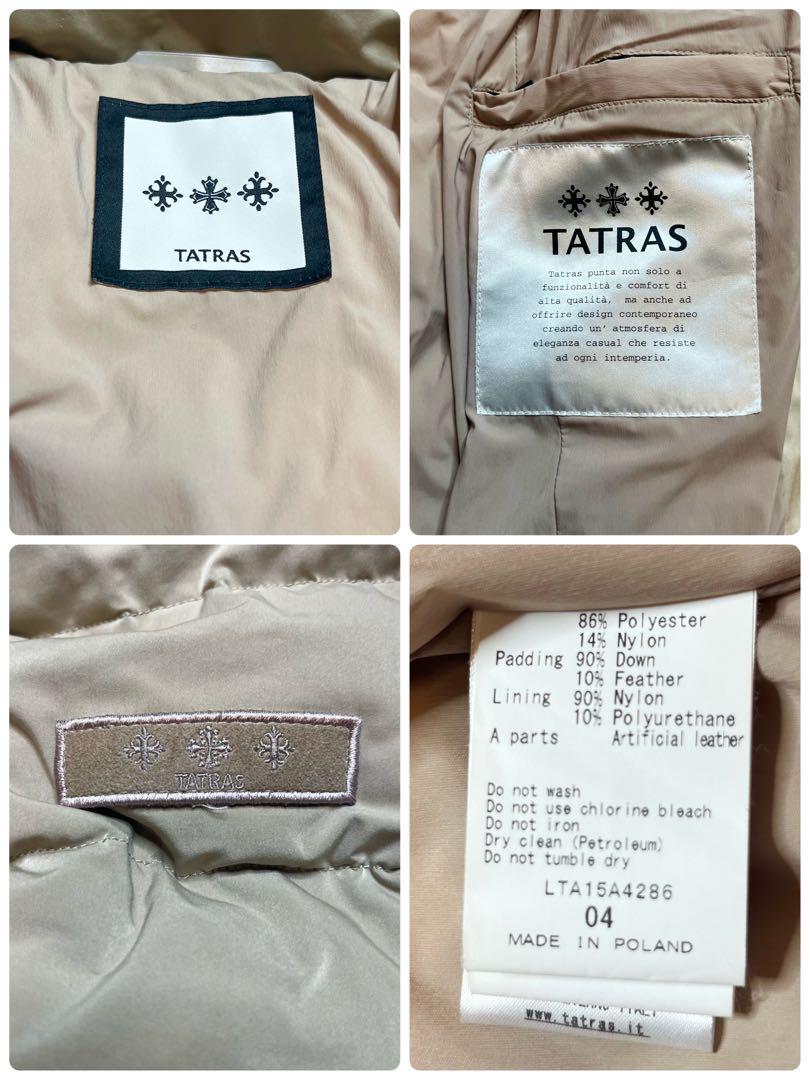 TATRAS
TATRAS
Tatras punta non solo a
funzionalità e comfort di
alta qualità, ma anche ad
offrire design contemporaneo
creando un' atmosfera di
eleganza casual che resiste
ad ogni intemperia.
TATRAS
86% Polyester
14% Nylon
Padding 90% Down
10% Feather
Lining 90% Nylon
10% Polyurethane
A parts Artificial leather
Do not wash
Do not use chlorine bleach
Do not iron
Dry clean (Petroleum)
Do not tumble dry
LTA15A4286
04
MADE IN POLAND
ITALY
www.tatras.it